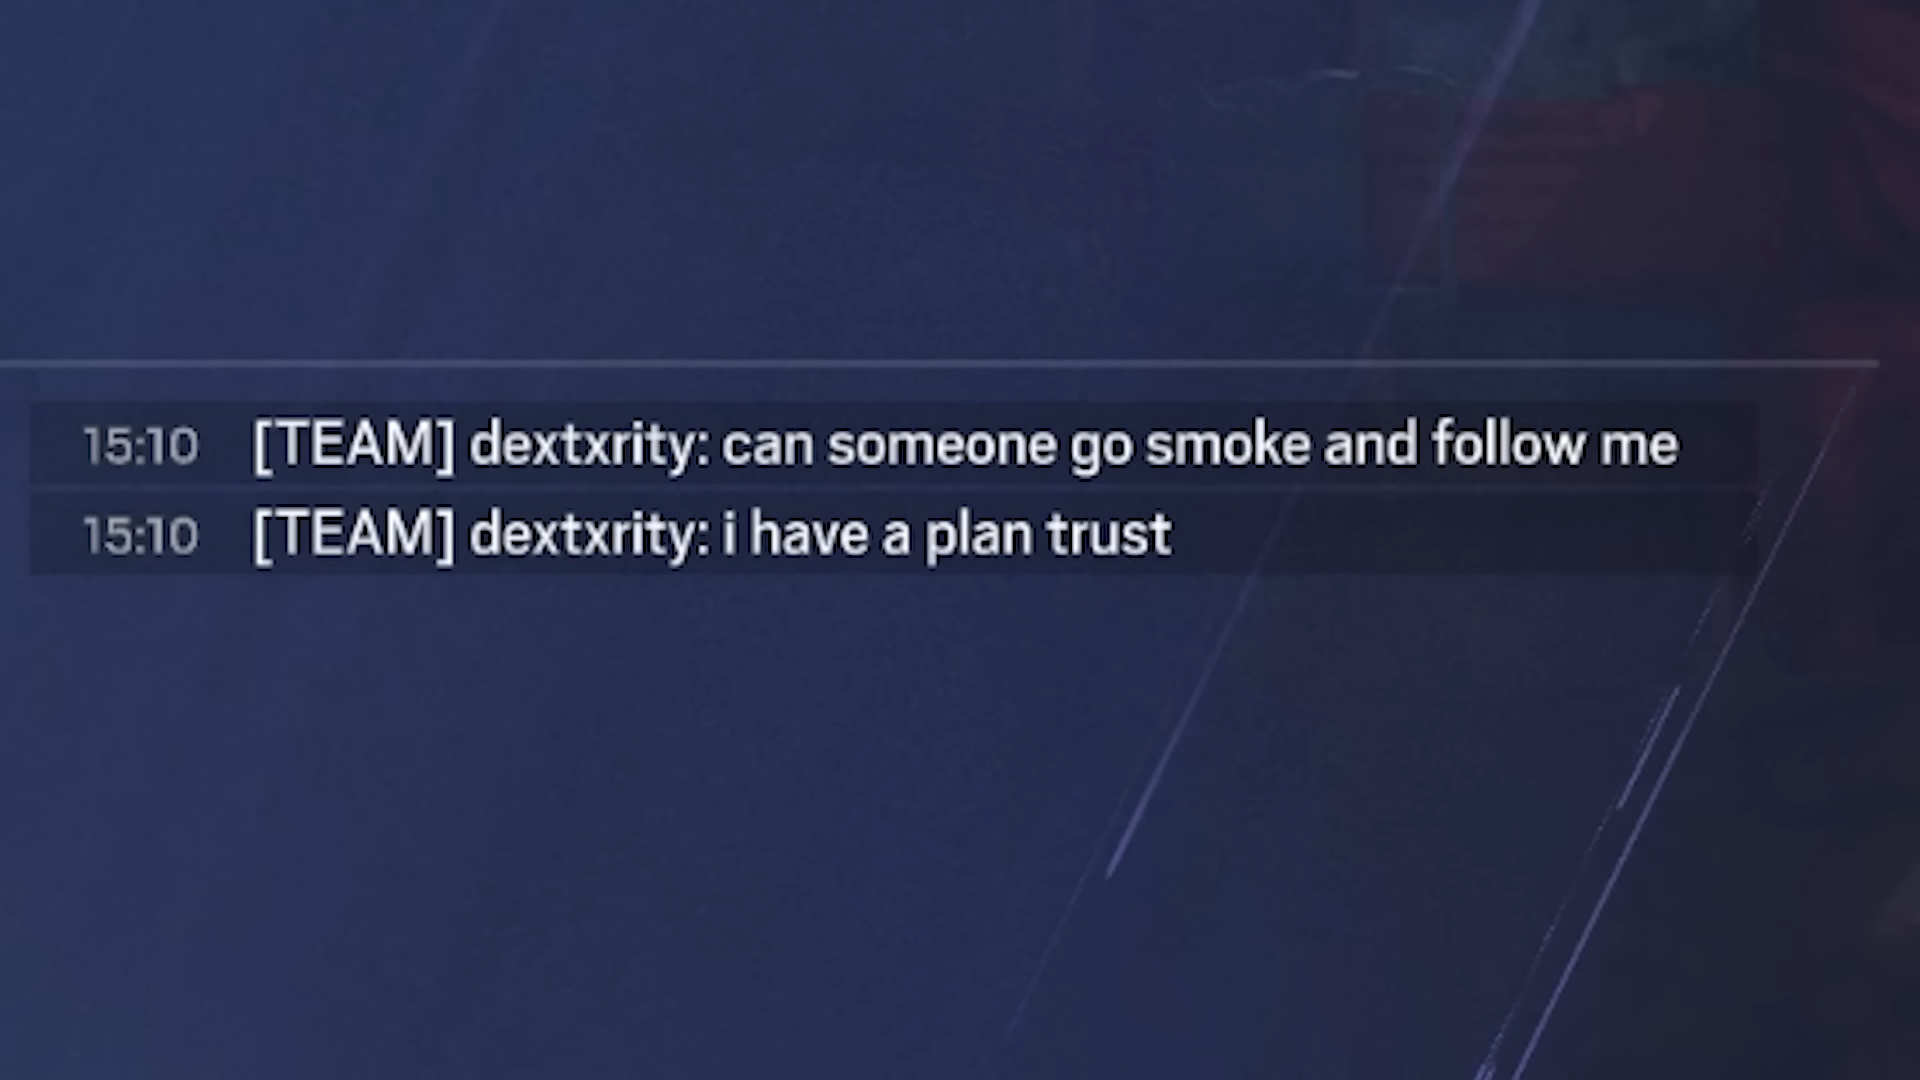 15:10 [TEAM] dextxrity: can someone go smoke and follow me
15:10 [TEAM] dextxrity: i have a plan trust